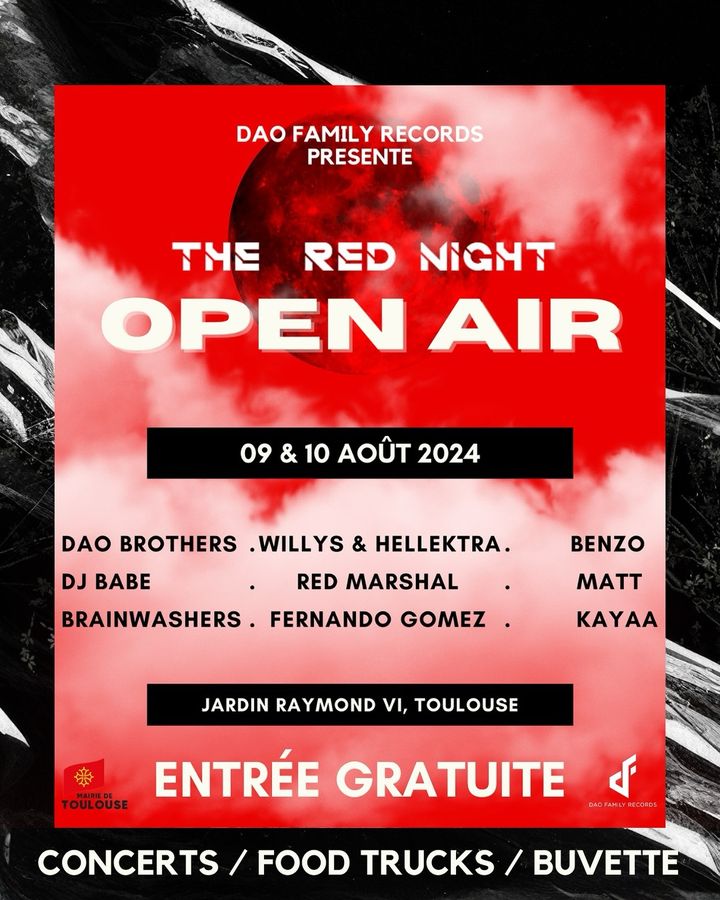 DAO FAMILY RECORDS
PRESENTE
THE RED NIGHT
OPEN AIR
09 & 10 AOÛT 2024
DAO BROTHERS . WILLYS & HELLEKTRA . BENZO
DJ BABE . RED MARSHAL . MATT
BRAINWASHERS . FERNANDO GOMEZ . KAYAA
JARDIN RAYMOND VI, TOULOUSE
ENTRÉE GRATUITE
MAIRIE DE
TOULOUSE
DAO FAMILY RECORDS
CONCERTS / FOOD TRUCKS / BUVETTE